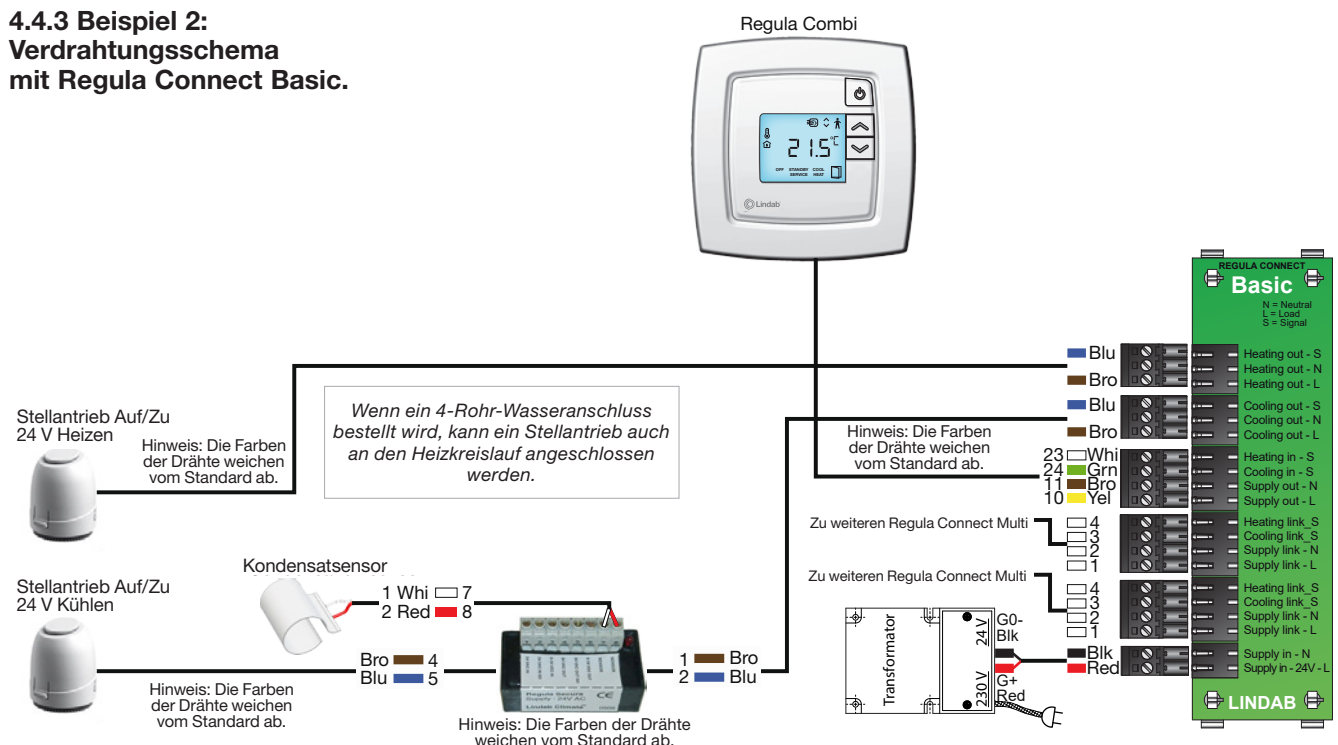 4.4.3 Beispiel 2:
Verdrahtungsschema
mit Regula Connect Basic.
Regula Combi
21.5 °C
OFF STANDBY COOL
SERVICE HEAT
Lindab
REGULA CONNECT
Basic
N = Neutral
L = Load
S = Signal
Blu
Bro
Heating out - S
Heating out - N
Heating out - L
Blu
Bro
Cooling out - S
Cooling out - N
Cooling out - L
Stellantrieb Auf/Zu
24 V Heizen
Hinweis: Die Farben
der Drähte weichen
vom Standard ab.
Wenn ein 4-Rohr-Wasseranschluss
bestellt wird, kann ein Stellantrieb auch
an den Heizkreislauf angeschlossen
werden.
Hinweis: Die Farben
der Drähte weichen
vom Standard ab.
23 Whi
24 Grn
11 Bro
10 Yel
Heating in - S
Cooling in - S
Supply out - N
Supply out - L
Zu weiteren Regula Connect Multi
4
3
2
1
Heating link_S
Cooling link_S
Supply link - N
Supply link - L
Zu weiteren Regula Connect Multi
4
3
2
1
Heating link_S
Cooling link_S
Supply link - N
Supply link - L
Kondensatsensor
1 Whi 7
2 Red 8
Stellantrieb Auf/Zu
24 V Kühlen
Bro 4
Blu 5
Regula Secura
Supply - 24V AC
Lindab Climate
CE
1 Bro
2 Blu
Hinweis: Die Farben
der Drähte weichen
vom Standard ab.
Hinweis: Die Farben der Drähte
weichen vom Standard ab.
Transformator
230V
24 V
G0-
Blk
G+
Red
Blk
Red
Supply in - N
Supply in - 24V - L
LINDAB